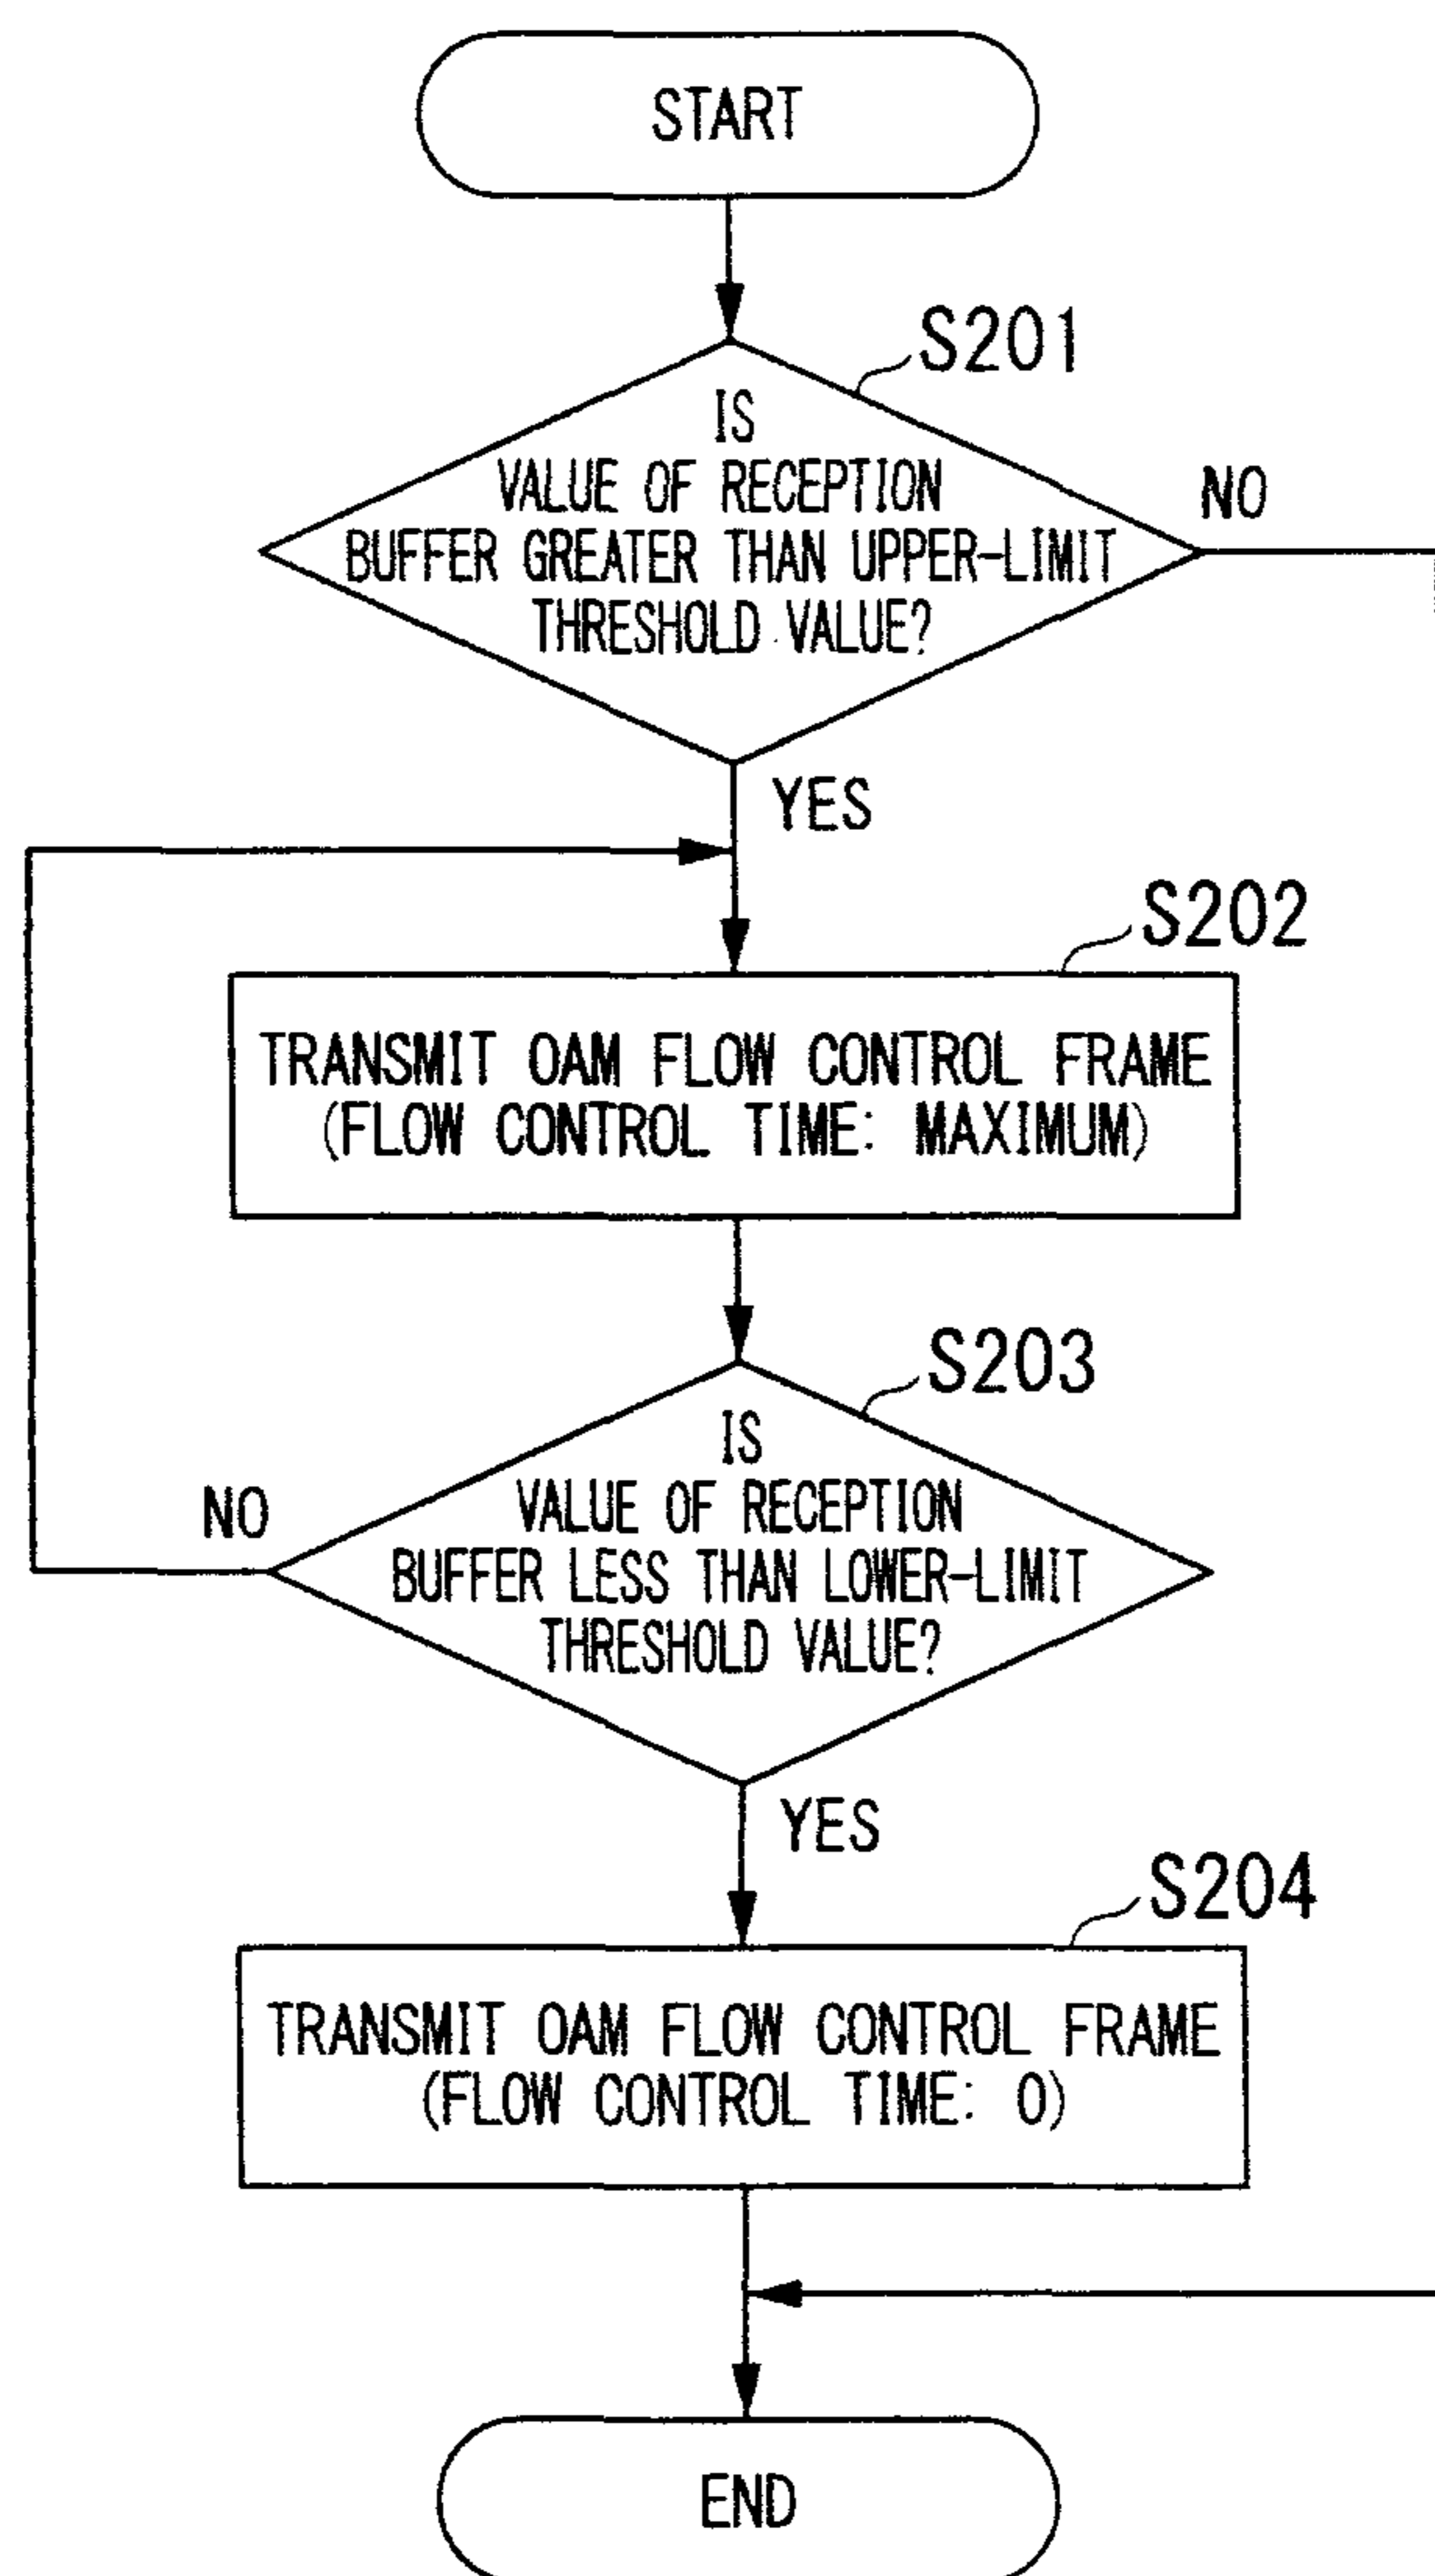 START
S201
IS
VALUE OF RECEPTION
BUFFER GREATER THAN UPPER-LIMIT
THRESHOLD VALUE?
NO
YES
S202
TRANSMIT OAM FLOW CONTROL FRAME
(FLOW CONTROL TIME: MAXIMUM)
S203
IS
VALUE OF RECEPTION
BUFFER LESS THAN LOWER-LIMIT
THRESHOLD VALUE?
NO
YES
S204
TRANSMIT OAM FLOW CONTROL FRAME
(FLOW CONTROL TIME: 0)
END